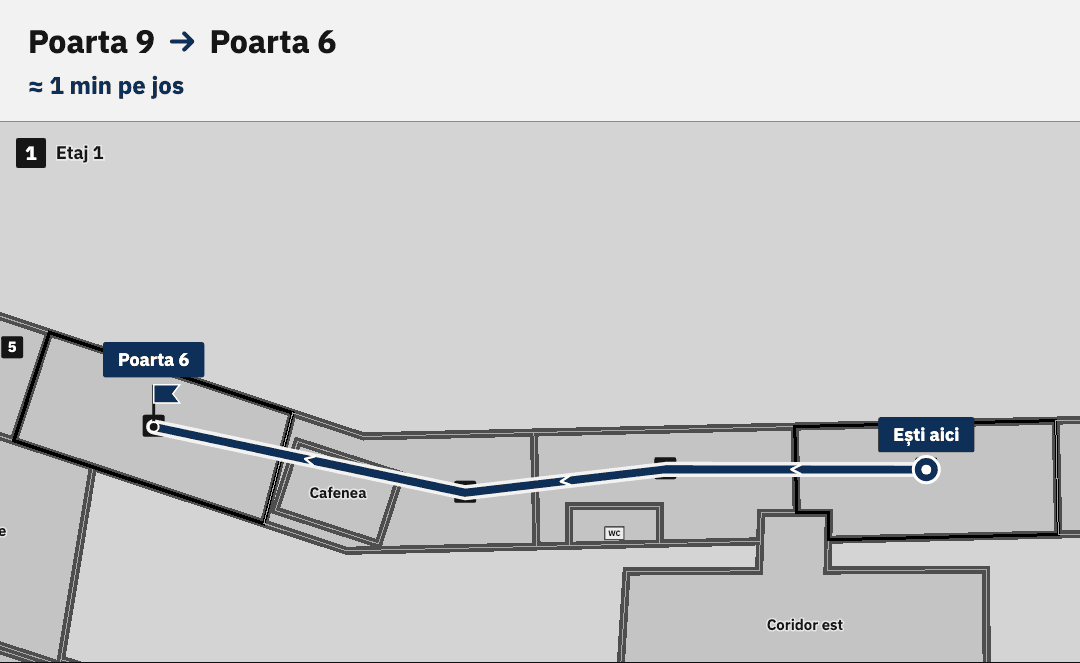 Poarta 9 → Poarta 6
≈ 1 min pe jos
1 Etaj 1
5
Poarta 6
Ești aici
Cafenea
WC
e
Coridor est